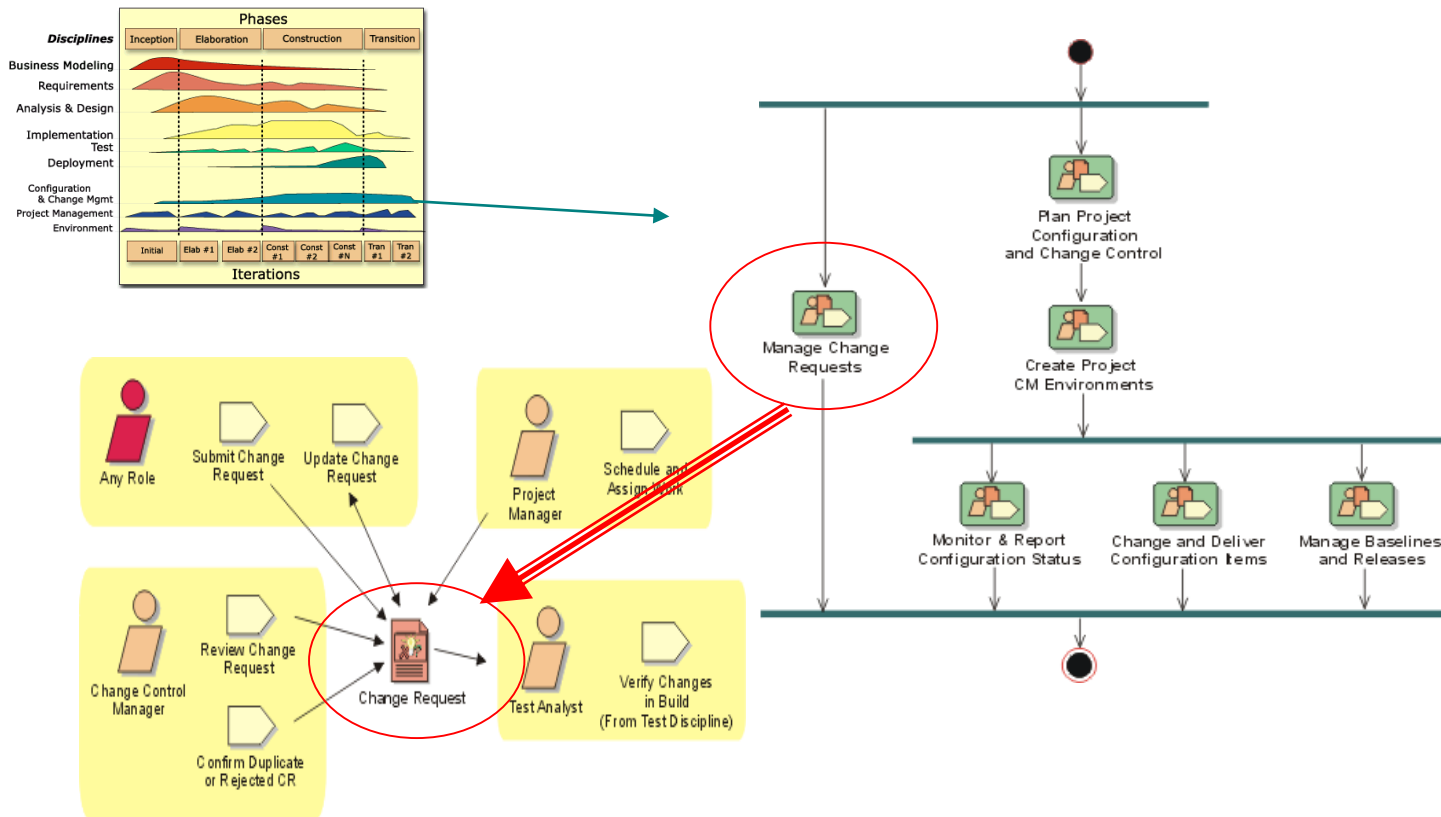 Phases
Disciplines
Inception
Elaboration
Construction
Transition
Business Modeling
Requirements
Analysis & Design
Implementation
Test
Deployment
Configuration
& Change Mgmt
Project Management
Environment
Initial
Elab #1
Elab #2
Const
#1
Const
#2
Const
#N
Tran
#1
Tran
#2
Iterations
Plan Project
Configuration
and Change Control
Manage Change
Requests
Create Project
CM Environments
Monitor & Report
Configuration Status
Change and Deliver
Configuration Items
Manage Baselines
and Releases
Any Role
Submit Change
Request
Update Change
Request
Project
Manager
Schedule and
Assign Work
Change Control
Manager
Review Change
Request
Confirm Duplicate
or Rejected CR
Change Request
Test Analyst
Verify Changes
in Build
(From Test Discipline)